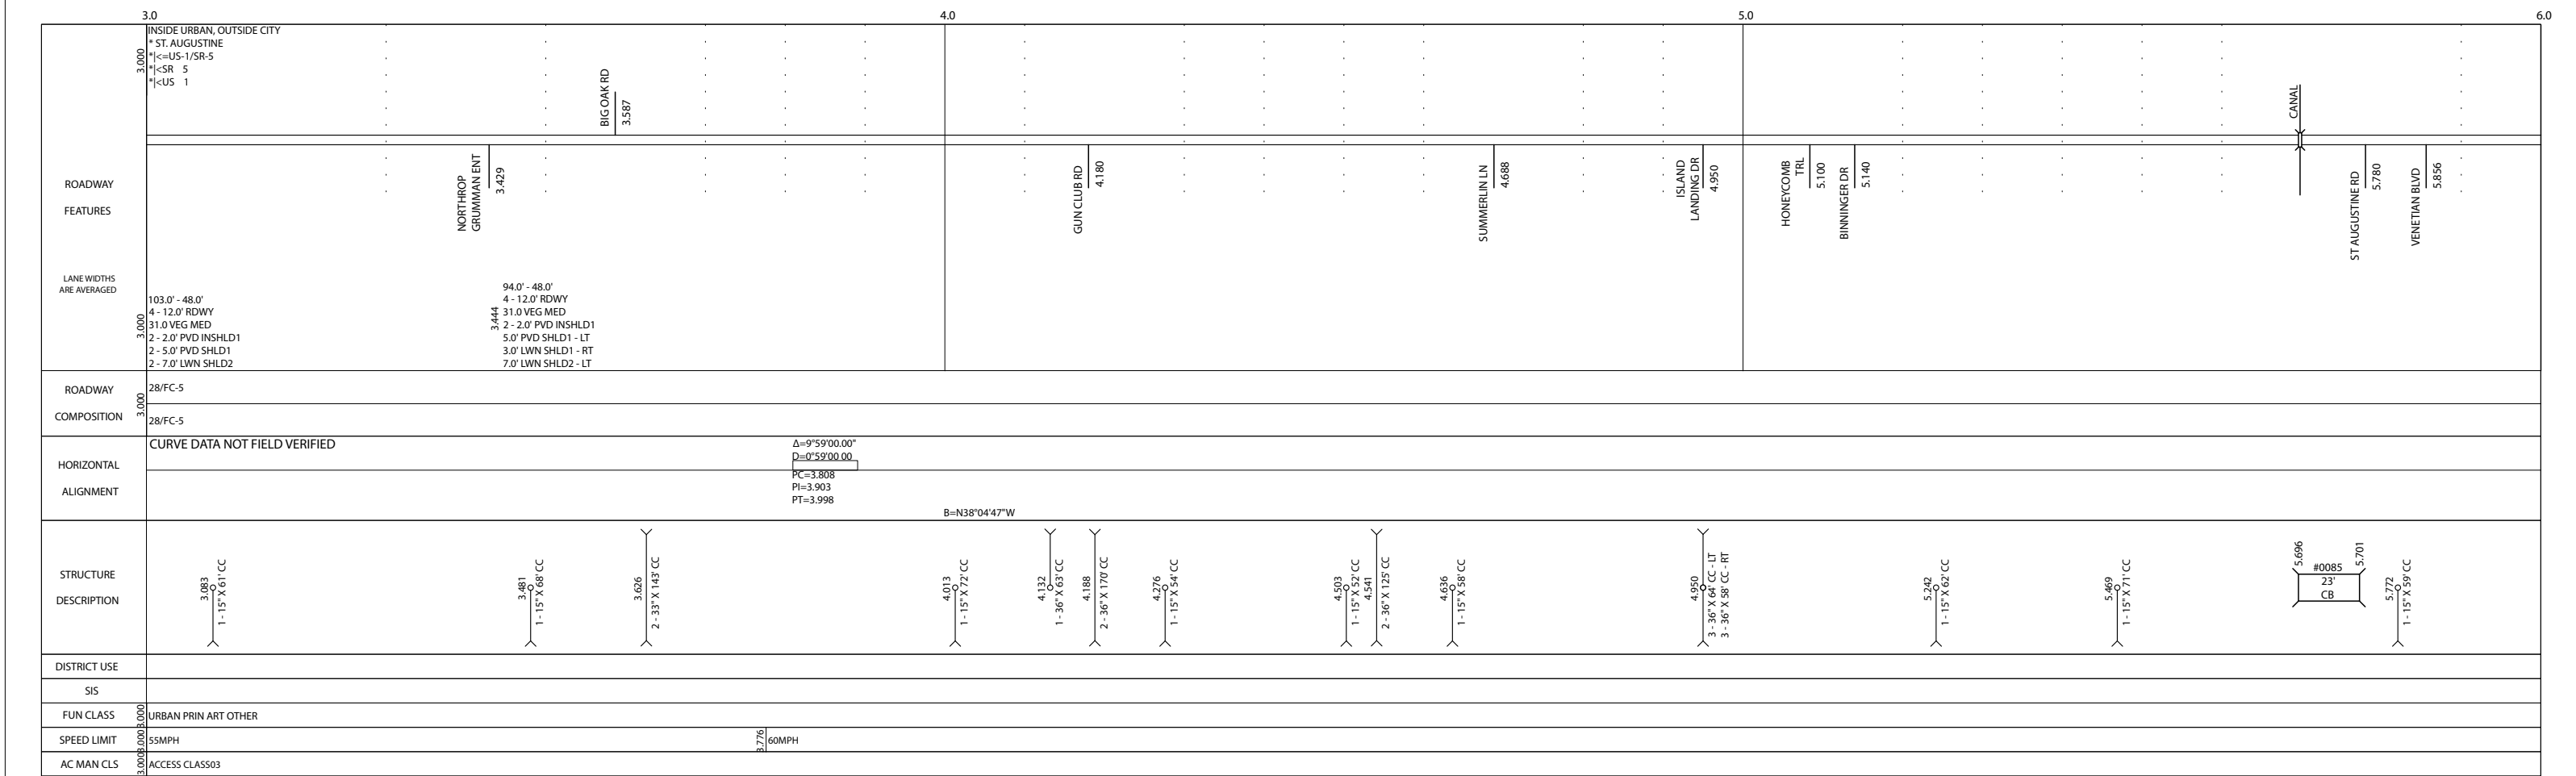 3.0
4.0
5.0
6.0
3.000
INSIDE URBAN, OUTSIDE CITY
* ST. AUGUSTINE
*|<=US-1/SR-5
*|<SR 5
*|<US 1
BIG OAK RD
3.587
CANAL
ROADWAY
FEATURES
NORTHROP
GRUMMAN ENT
3.429
GUN CLUB RD
4.180
SUMMERLIN LN
4.688
ISLAND
LANDING DR
4.950
HONEYCOMB
TRL
5.100
BINNINGER DR
5.140
ST AUGUSTINE RD
5.780
VENETIAN BLVD
5.856
LANE WIDTHS
ARE AVERAGED
3.000
103.0' - 48.0'
4 - 12.0' RDWY
31.0 VEG MED
2 - 2.0' PVD INSHLD1
2 - 5.0' PVD SHLD1
2 - 7.0' LWN SHLD2
3.444
94.0' - 48.0'
4 - 12.0' RDWY
31.0 VEG MED
2 - 2.0' PVD INSHLD1
5.0' PVD SHLD1 - LT
3.0' LWN SHLD1 - RT
7.0' LWN SHLD2 - LT
ROADWAY
COMPOSITION
3.000
28/FC-5
28/FC-5
HORIZONTAL
ALIGNMENT
CURVE DATA NOT FIELD VERIFIED
Δ=9°59'00.00"
D=0°59'00 00
PC=3.808
PI=3.903
PT=3.998
B=N38°04'47"W
STRUCTURE
DESCRIPTION
3.083
1 - 15" X 61' CC
3.481
1 - 15" X 68' CC
3.626
2 - 33" X 143' CC
4.013
1 - 15" X 72' CC
4.132
1 - 36" X 63' CC
4.188
2 - 36" X 170' CC
4.276
1 - 15" X 54' CC
4.503
1 - 15" X 52' CC
4.541
2 - 36" X 125' CC
4.636
1 - 15" X 58' CC
4.950
3 - 36" X 64' CC - LT
3 - 36" X 58' CC - RT
5.242
1 - 15" X 62' CC
5.469
1 - 15" X 71' CC
5.696
#0085
23'
CB
5.701
5.772
1 - 15" X 59' CC
DISTRICT USE
SIS
FUN CLASS
3.000
URBAN PRIN ART OTHER
SPEED LIMIT
3.000
55MPH
3.776
60MPH
AC MAN CLS
3.000
ACCESS CLASS03